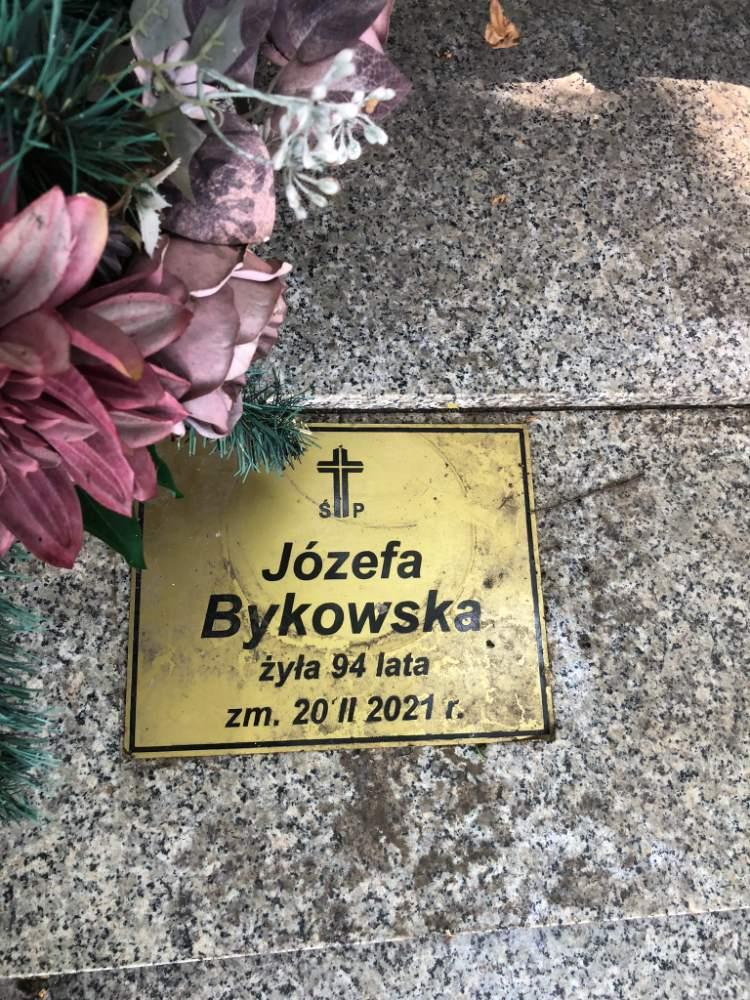 Ś P
Józefa
Bykowska
żyła 94 lata
zm. 20 II 2021 r.